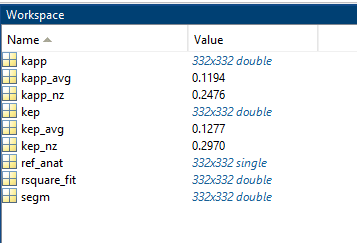 Workspace
Name Value
kapp 332x332 double
kapp_avg 0.1194
kapp_nz 0.2476
kep 332x332 double
kep_avg 0.1277
kep_nz 0.2970
ref_anat 332x332 single
rsquare_fit 332x332 double
segm 332x332 double